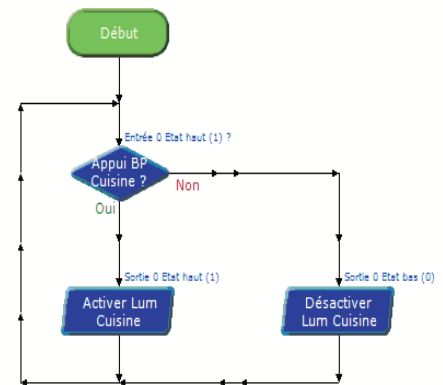 Début
Entrée 0 Etat haut (1) ?
Appui BP
Cuisine ?
Non
Oui
Sortie 0 Etat haut (1)
Activer Lum
Cuisine
Sortie 0 Etat bas (0)
Désactiver
Lum Cuisine